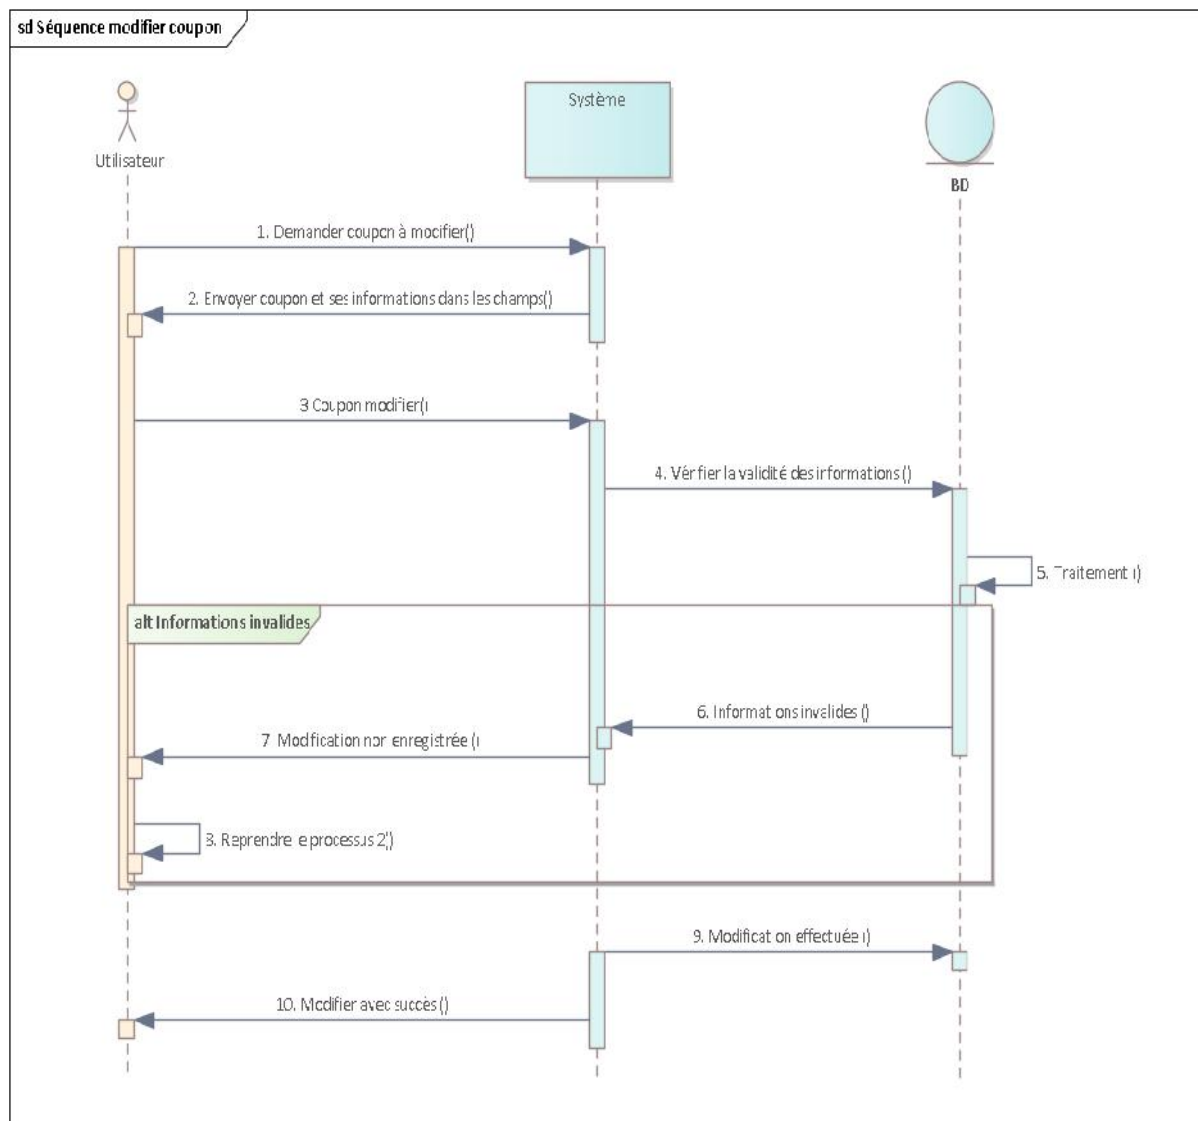 sd Séquence modifier coupon
Utilisateur
Système
BD
1. Demander coupon à modifier()
2. Envoyer coupon et ses informations dans les champs()
3 Coupon modifier()
4. Vérifier la validité des informations ()
5. Traitement ()
alt Informations invalides
6. Informations invalides ()
7 Modification non enregistrée ()
8. Reprendre le processus 2()
9. Modification effectuée ()
10. Modifier avec succès ()